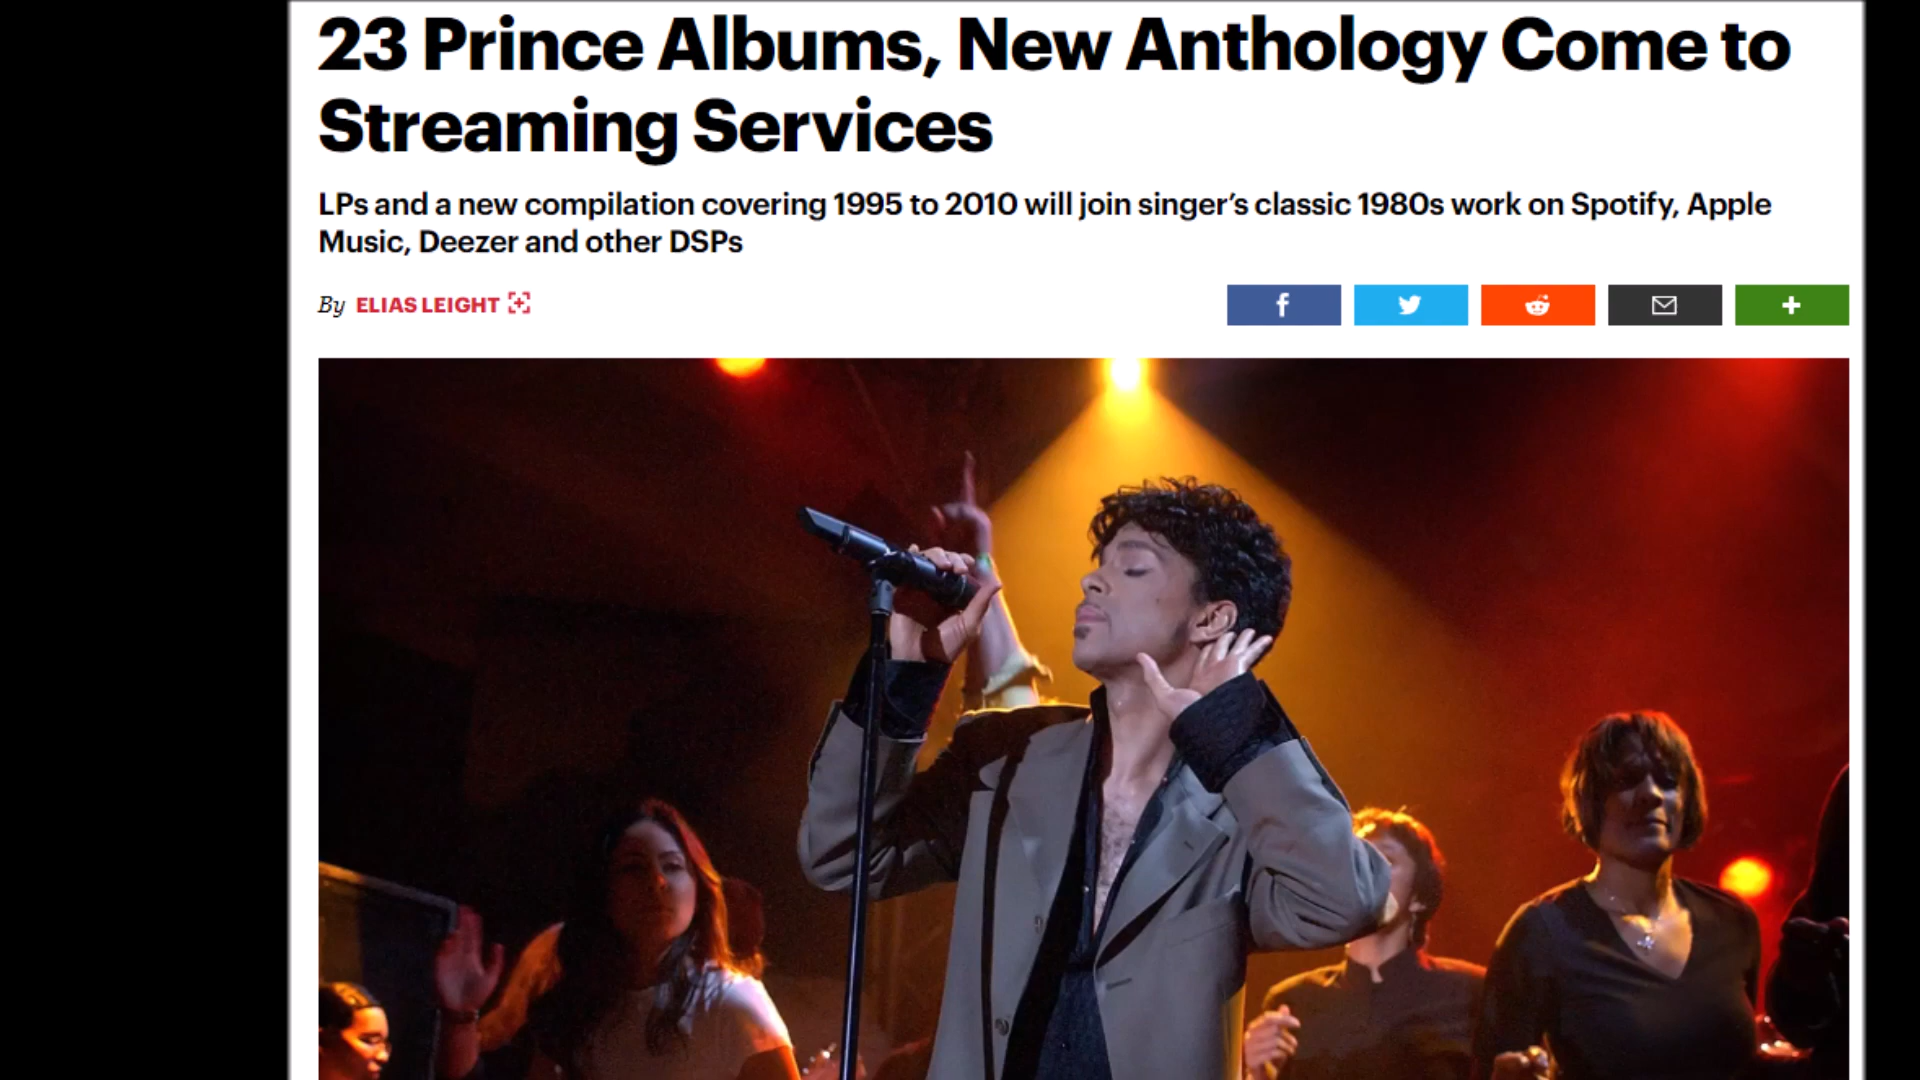 23 Prince Albums, New Anthology Come to
Streaming Services
LPs and a new compilation covering 1995 to 2010 will join singer’s classic 1980s work on Spotify, Apple
Music, Deezer and other DSPs
By ELIAS LEIGHT